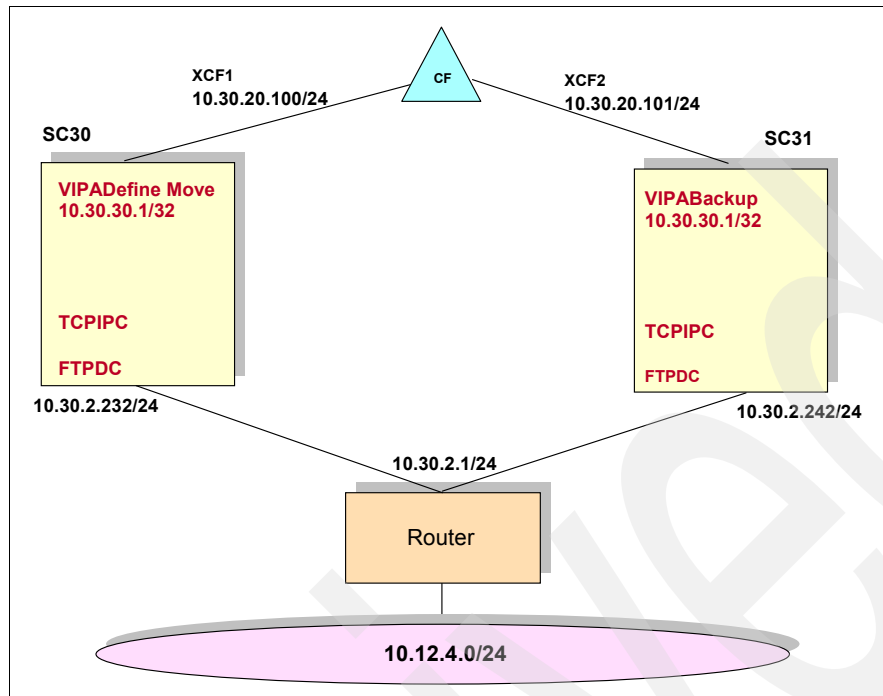 CF
XCF1
10.30.20.100/24
XCF2
10.30.20.101/24
SC30
SC31
VIPADefine Move
10.30.30.1/32
VIPABackup
10.30.30.1/32
TCPIPC
TCPIPC
FTPDC
FTPDC
10.30.2.232/24
10.30.2.242/24
10.30.2.1/24
Router
10.12.4.0/24